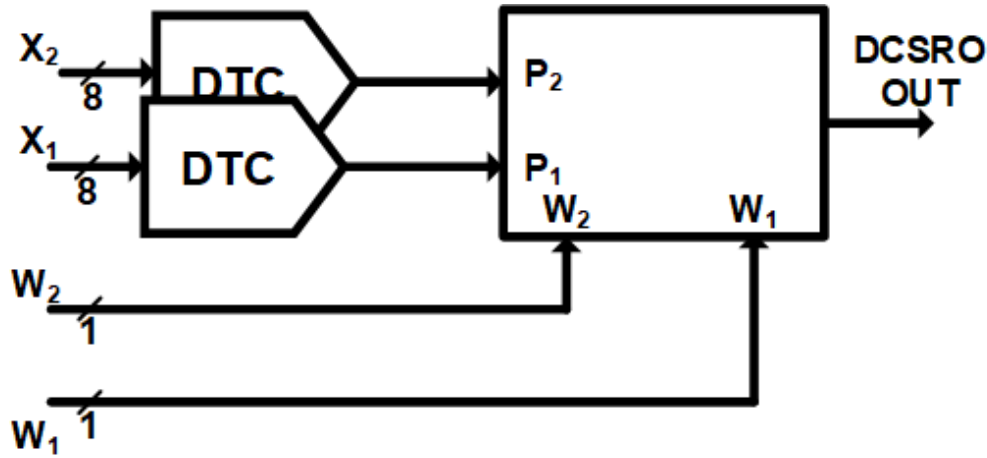 X₂
8
DTC
P₂
DCSRO
OUT
X₁
8
DTC
P₁
W₂
W₁
W₂
1
W₁
1